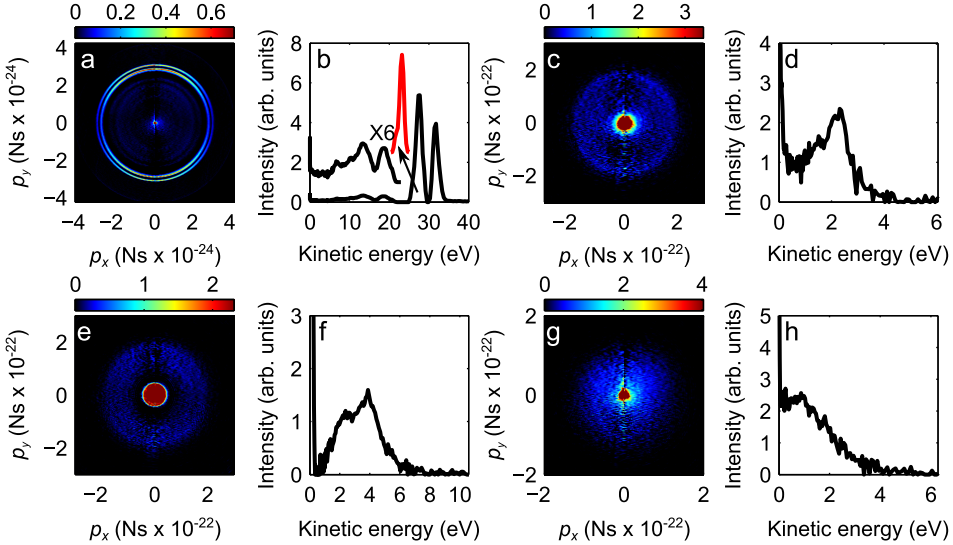 0 0.2 0.4 0.6
a
4
2
0
−2
−4
p_y (Ns x 10^-24)
−4 −2 0 2 4
p_x (Ns x 10^-24)
b
X6
8
6
4
2
0
Intensity (arb. units)
0 10 20 30 40
Kinetic energy (eV)
0 1 2 3
c
2
0
−2
p_y (Ns x 10^-22)
−2 0 2
p_x (Ns x 10^-22)
d
4
3
2
1
0
Intensity (arb. units)
0 2 4 6
Kinetic energy (eV)
0 1 2
e
2
0
−2
p_y (Ns x 10^-22)
−2 0 2
p_x (Ns x 10^-22)
f
3
2
1
0
Intensity (arb. units)
0 2 4 6 8 10
Kinetic energy (eV)
0 2 4
g
2
0
−2
p_y (Ns x 10^-22)
−2 0 2
p_x (Ns x 10^-22)
h
5
4
3
2
1
0
Intensity (arb. units)
0 2 4 6
Kinetic energy (eV)